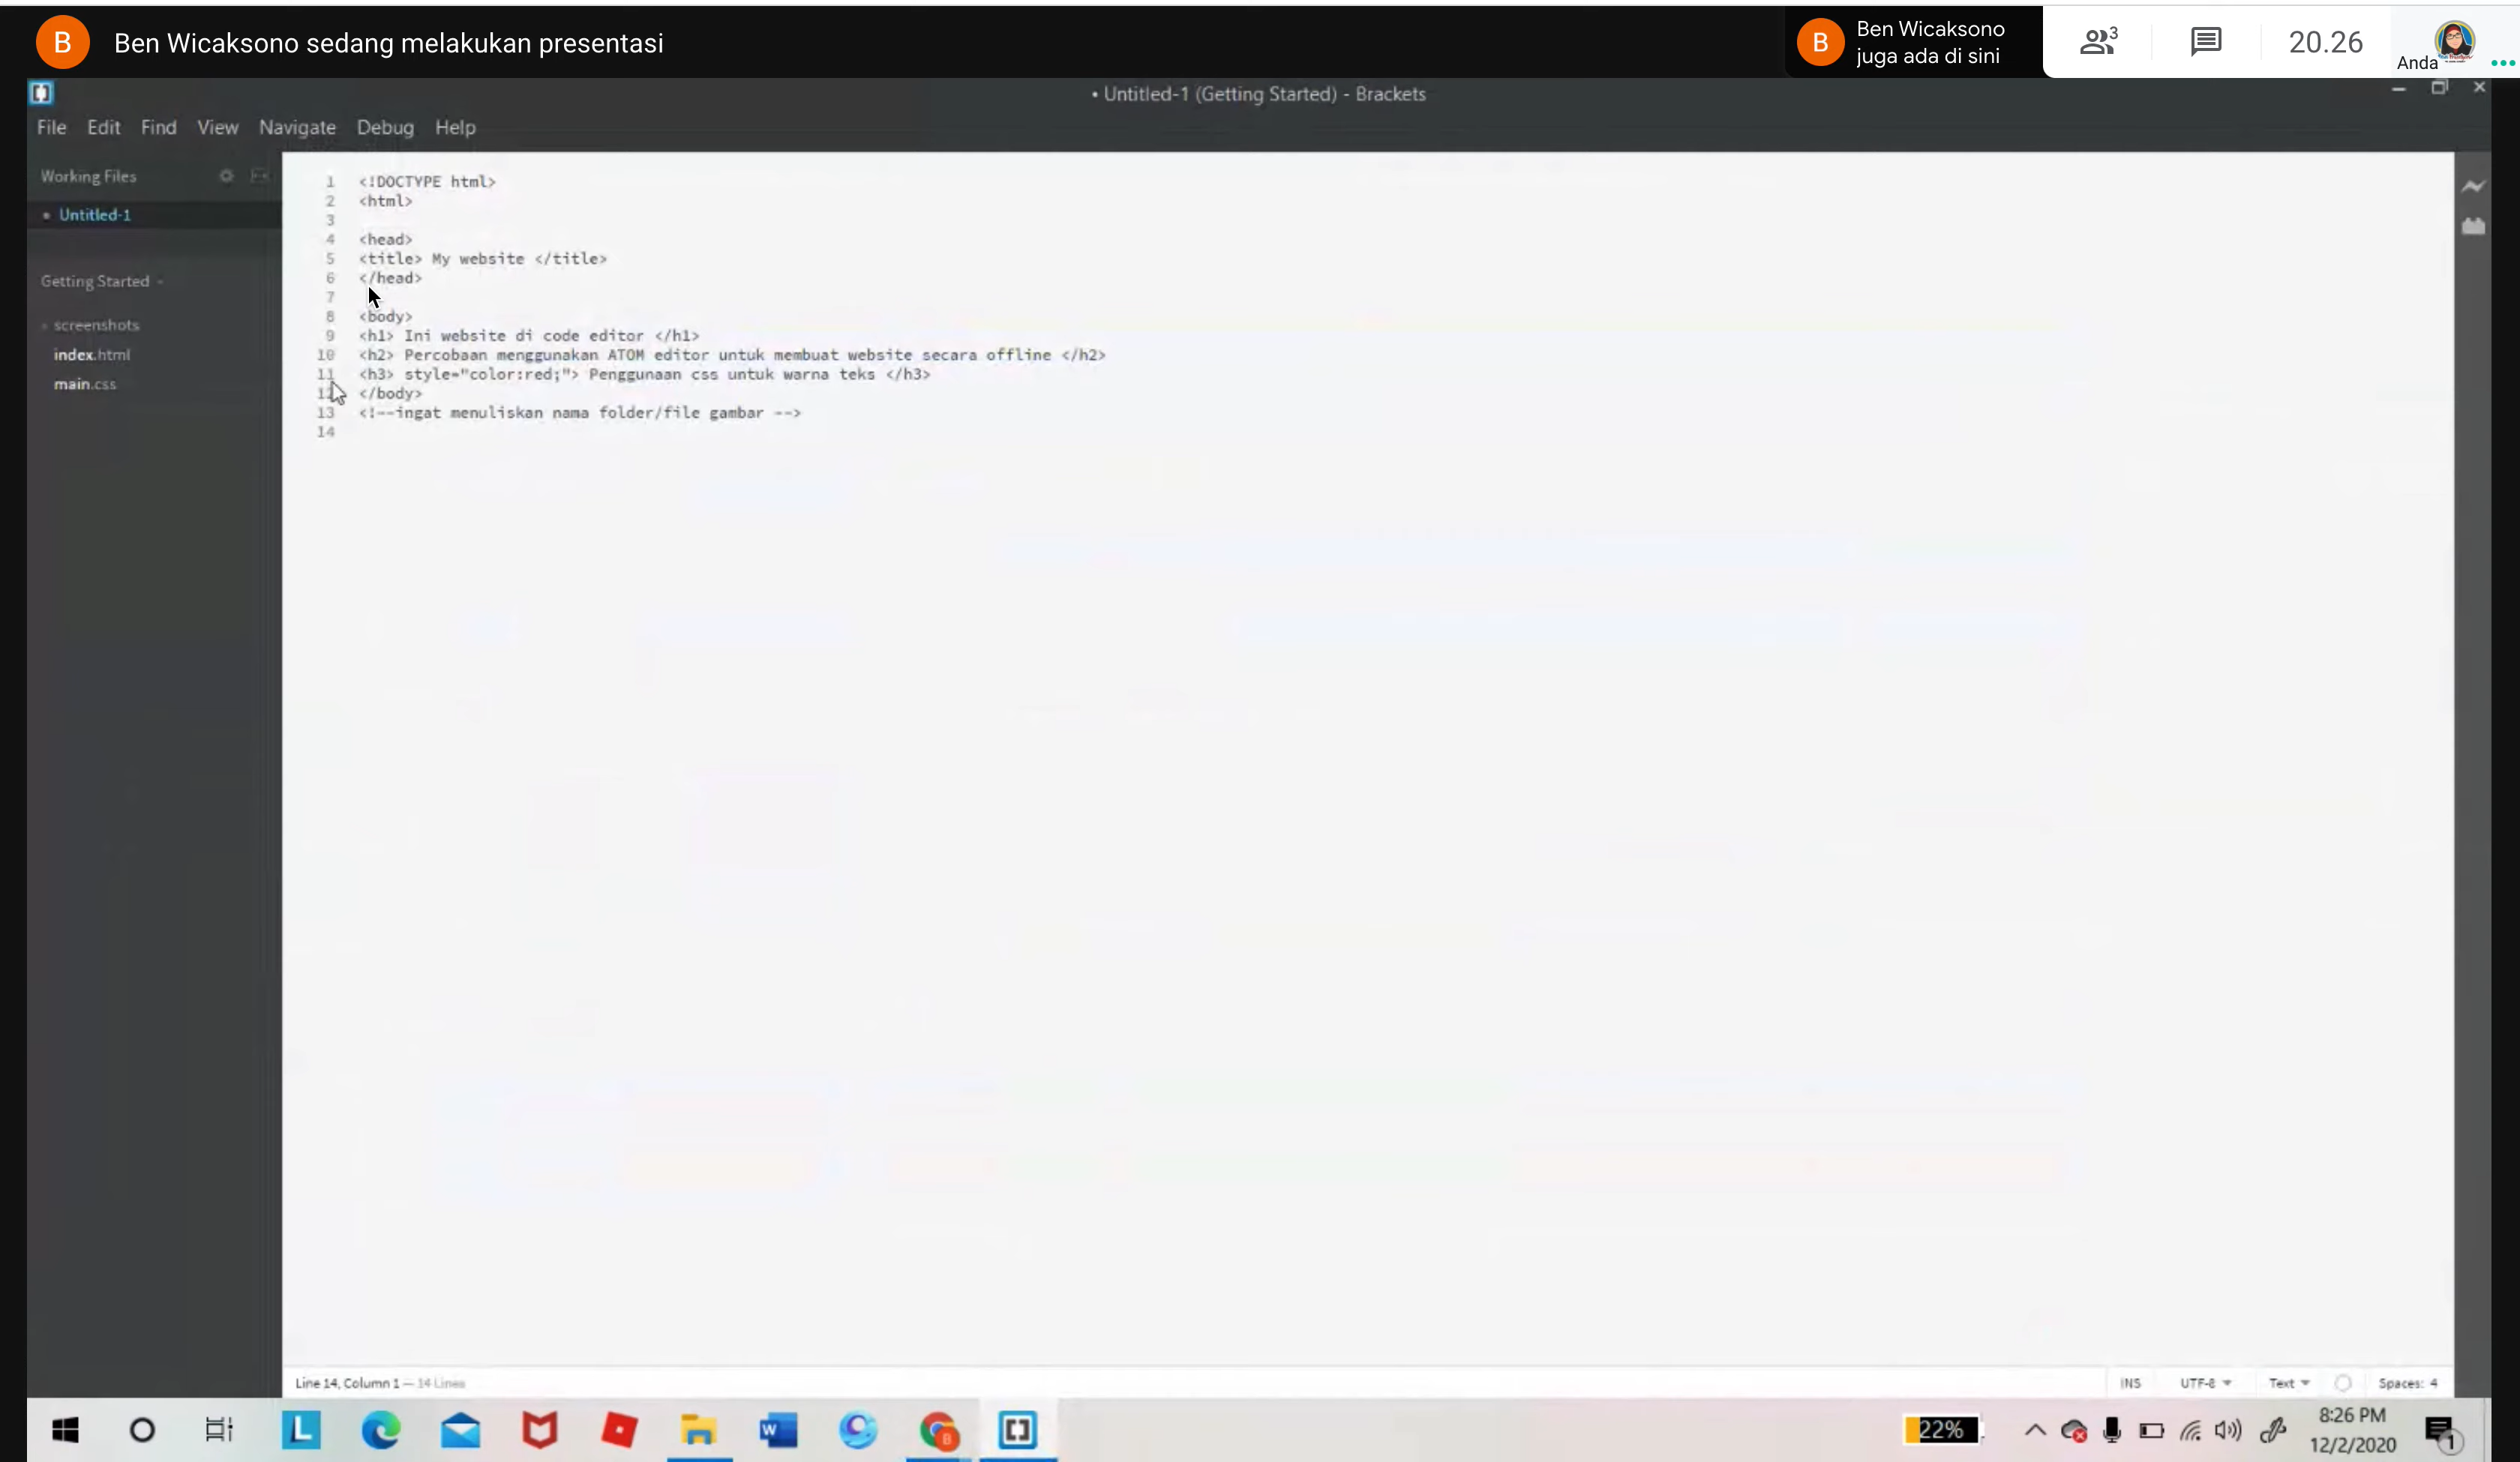 B Ben Wicaksono sedang melakukan presentasi
B Ben Wicaksono
juga ada di sini
3
20.26
Anda
• Untitled-1 (Getting Started) - Brackets
File Edit Find View Navigate Debug Help
Working Files
• Untitled-1
Getting Started
screenshots
index.html
main.css
1 <!DOCTYPE html>
2 <html>
3
4 <head>
5 <title> My website </title>
6 </head>
7
8 <body>
9 <h1> Ini website di code editor </h1>
10 <h2> Percobaan menggunakan ATOM editor untuk membuat website secara offline </h2>
11 <h3> style="color:red;"> Penggunaan css untuk warna teks </h3>
12 </body>
13 <!--ingat menuliskan nama folder/file gambar -->
14
Line 14, Column 1 — 14 Lines
INS UTF-8 Text Spaces: 4
L W B
22%
8:26 PM
12/2/2020
1